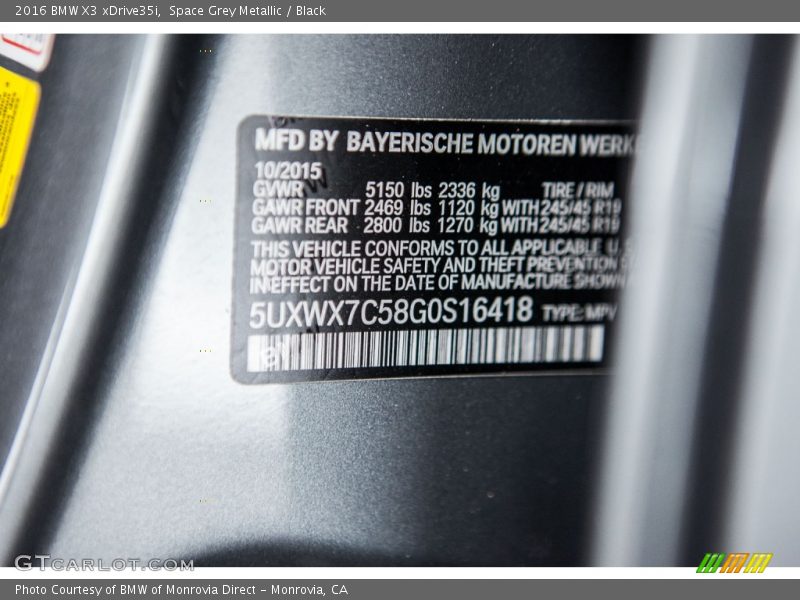 2016 BMW X3 xDrive35i, Space Grey Metallic / Black
MFD BY BAYERISCHE MOTOREN WERKE
10/2015
GVWR 5150 lbs 2336 kg TIRE / RIM
GAWR FRONT 2469 lbs 1120 kg WITH 245/45 R19
GAWR REAR 2800 lbs 1270 kg WITH 245/45 R19
THIS VEHICLE CONFORMS TO ALL APPLICABLE U.
MOTOR VEHICLE SAFETY AND THEFT PREVENTION
IN EFFECT ON THE DATE OF MANUFACTURE SHOWN
5UXWX7C58G0S16418 TYPE: MPV
GTCARLOT.COM
Photo Courtesy of BMW of Monrovia Direct - Monrovia, CA